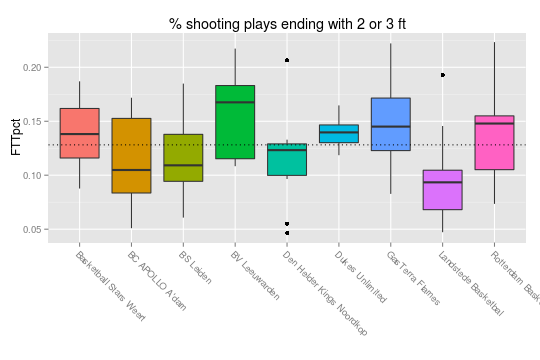 % shooting plays ending with 2 or 3 ft
FTTpct
0.20
0.15
0.10
0.05
Basketball Stars Weert
BC APOLLO A'dam
BS Leiden
BV Leeuwarden
Den Helder Kings Noordkop
Dukes Unlimited
GasTerra Flames
Landstede Basketbal
Rotterdam Bask